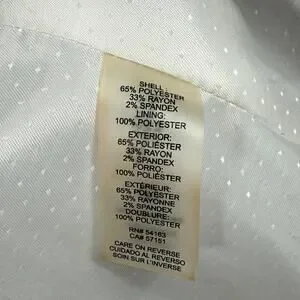 SHELL:
65% POLYESTER
33% RAYON
2% SPANDEX
LINING:
100% POLYESTER
EXTERIOR:
65% POLIÉSTER
33% RAYON
2% SPANDEX
FORRO:
100% POLIÉSTER
EXTÉRIEUR:
65% POLYESTER
33% RAYONNE
2% SPANDEX
DOUBLURE:
100% POLYESTER
RN# 54163
CA# 57151
CARE ON REVERSE
CUIDADO AL REVERSO
SOIN SUR L'INVERSE